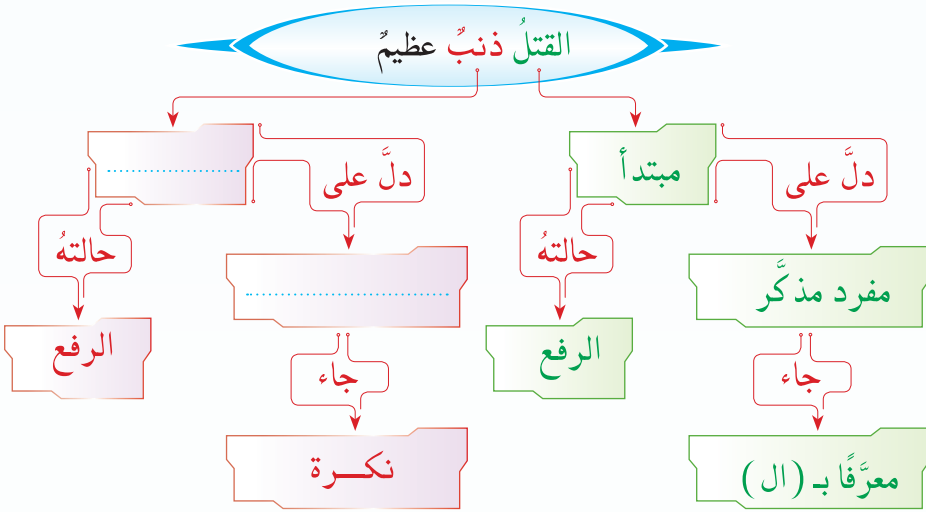 القتلُ ذنبٌ عظيمٌ
مبتدأ
دلَّ على
حالتهُ
مفرد مذكَّر
الرفع
جاء
معرَّفًا بـ (ال)
....................
دلَّ على
حالتهُ
....................
الرفع
جاء
نكـــرة